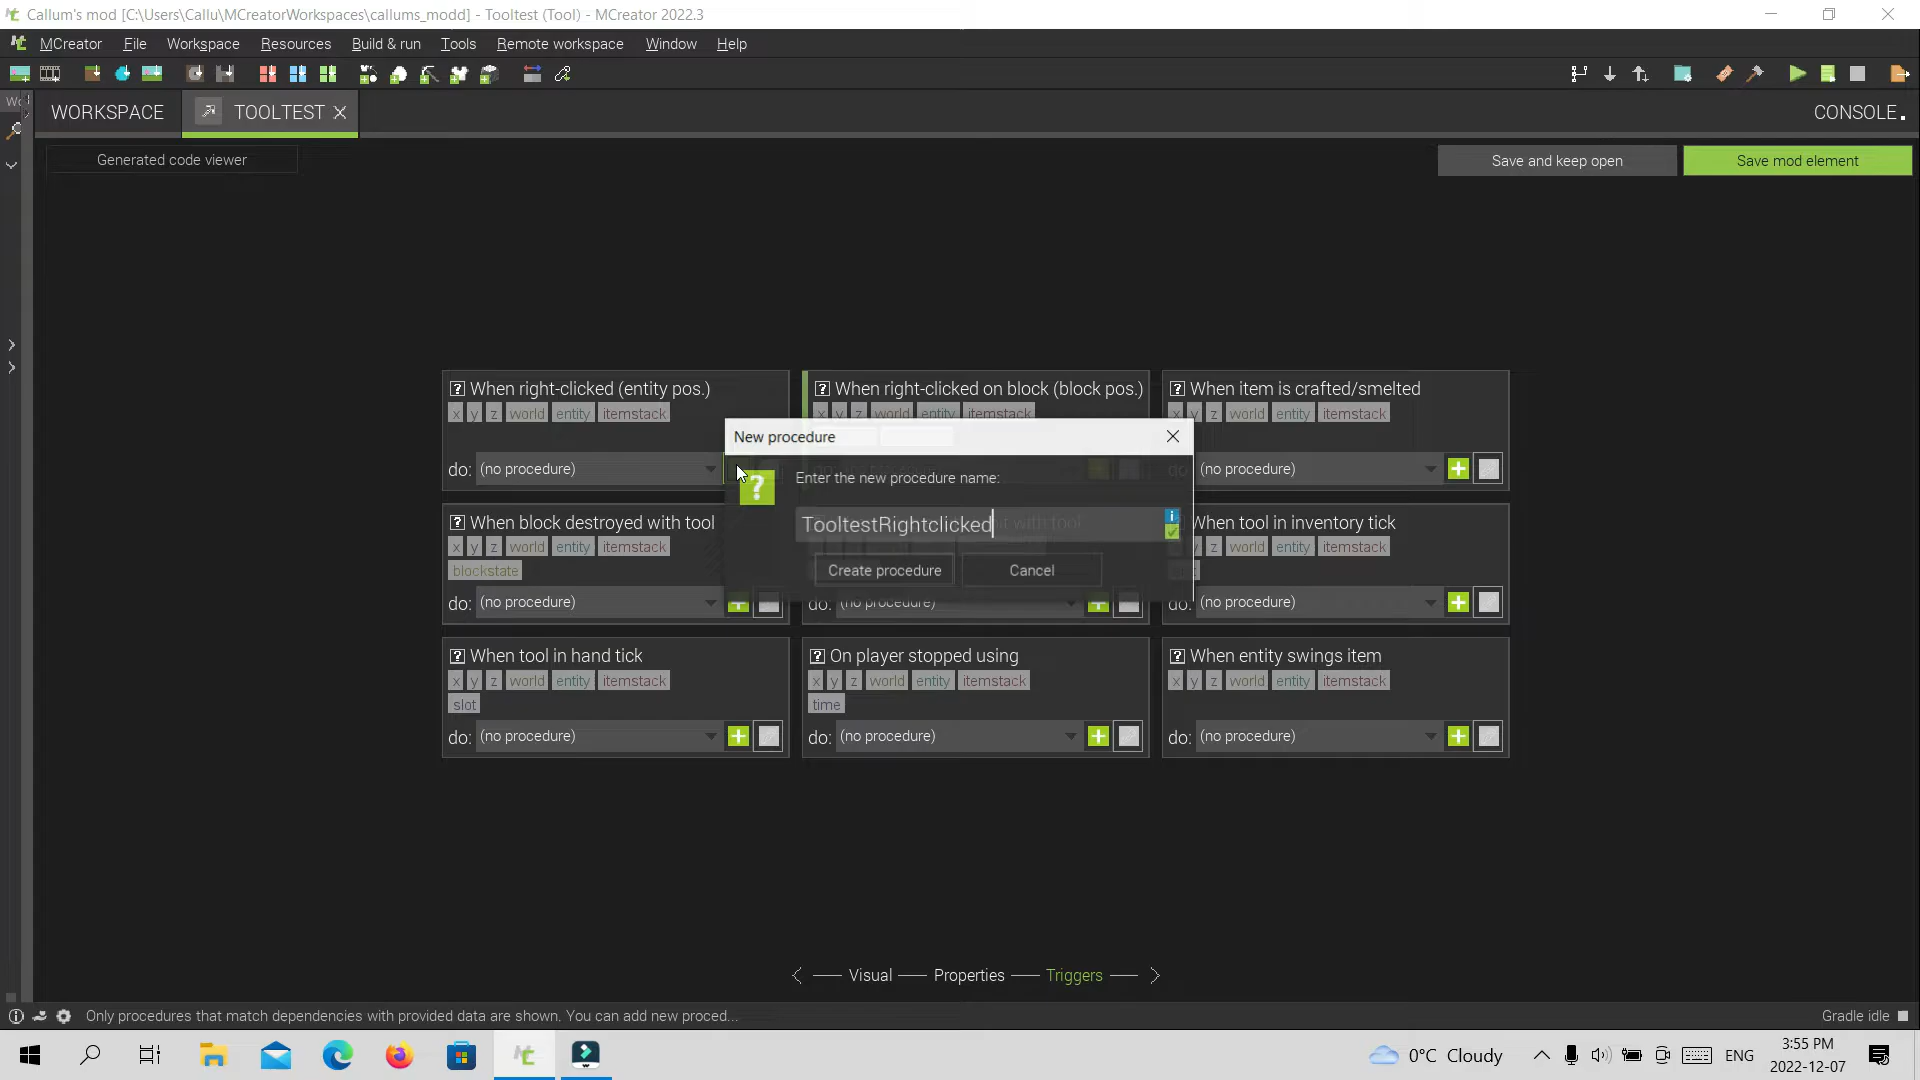 Callum's mod [C:\Users\Callu\MCreatorWorkspaces\callums_modd] - Tooltest (Tool) - MCreator 2022.3
MCreator File Workspace Resources Build & run Tools Remote workspace Window Help
WORKSPACE TOOLTEST CONSOLE
Generated code viewer Save and keep open Save mod element
When right-clicked (entity pos.) When right-clicked on block (block pos.) When item is crafted/smelted
x y z world entity itemstack x y z world entity itemstack x y z world entity itemstack
New procedure
do: (no procedure) do: (no procedure)
Enter the new procedure name:
TooltestRightclicked
When block destroyed with tool When tool in inventory tick
x y z world entity itemstack world entity itemstack
blockstate
Create procedure Cancel
do: (no procedure) do: (no procedure) do: (no procedure)
When tool in hand tick On player stopped using When entity swings item
x y z world entity itemstack x y z world entity itemstack x y z world entity itemstack
slot time
do: (no procedure) do: (no procedure) do: (no procedure)
Visual Properties Triggers
Only procedures that match dependencies with provided data are shown. You can add new proced... Gradle idle
0°C Cloudy ENG 3:55 PM
2022-12-07